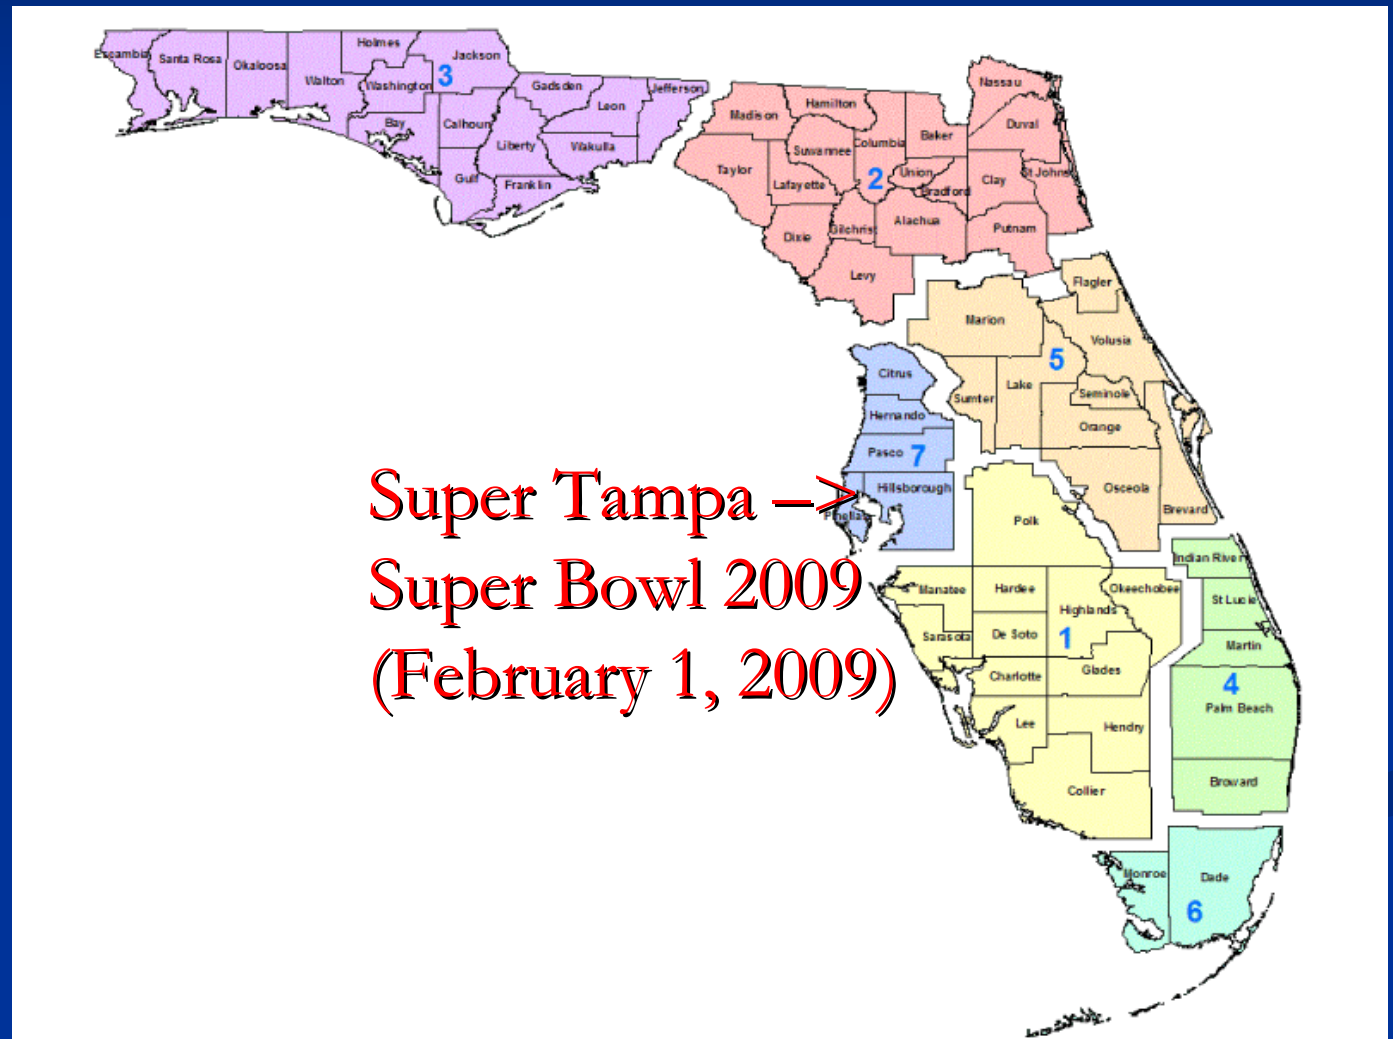 Escambia
Santa Rosa
Okaloosa
Walton
Holmes
Washington
Jackson
3
Bay
Calhoun
Gulf
Liberty
Franklin
Gadsden
Leon
Wakulla
Jefferson
Madison
Hamilton
Taylor
Suwannee
Lafayette
Columbia
2
Baker
Union
Bradford
Nassau
Duval
Clay
St Johns
Dixie
Gilchrist
Alachua
Putnam
Levy
Flagler
Marion
Volusia
5
Lake
Sumter
Seminole
Orange
Osceola
Brevard
Citrus
Hernando
Pasco
7
Hillsborough
Pinellas
Super Tampa –>
Super Bowl 2009
(February 1, 2009)
Polk
Manatee
Hardee
Highlands
Okeechobee
Sarasota
De Soto
1
Charlotte
Glades
Lee
Hendry
Collier
Indian River
St Lucie
Martin
4
Palm Beach
Broward
Monroe
Dade
6